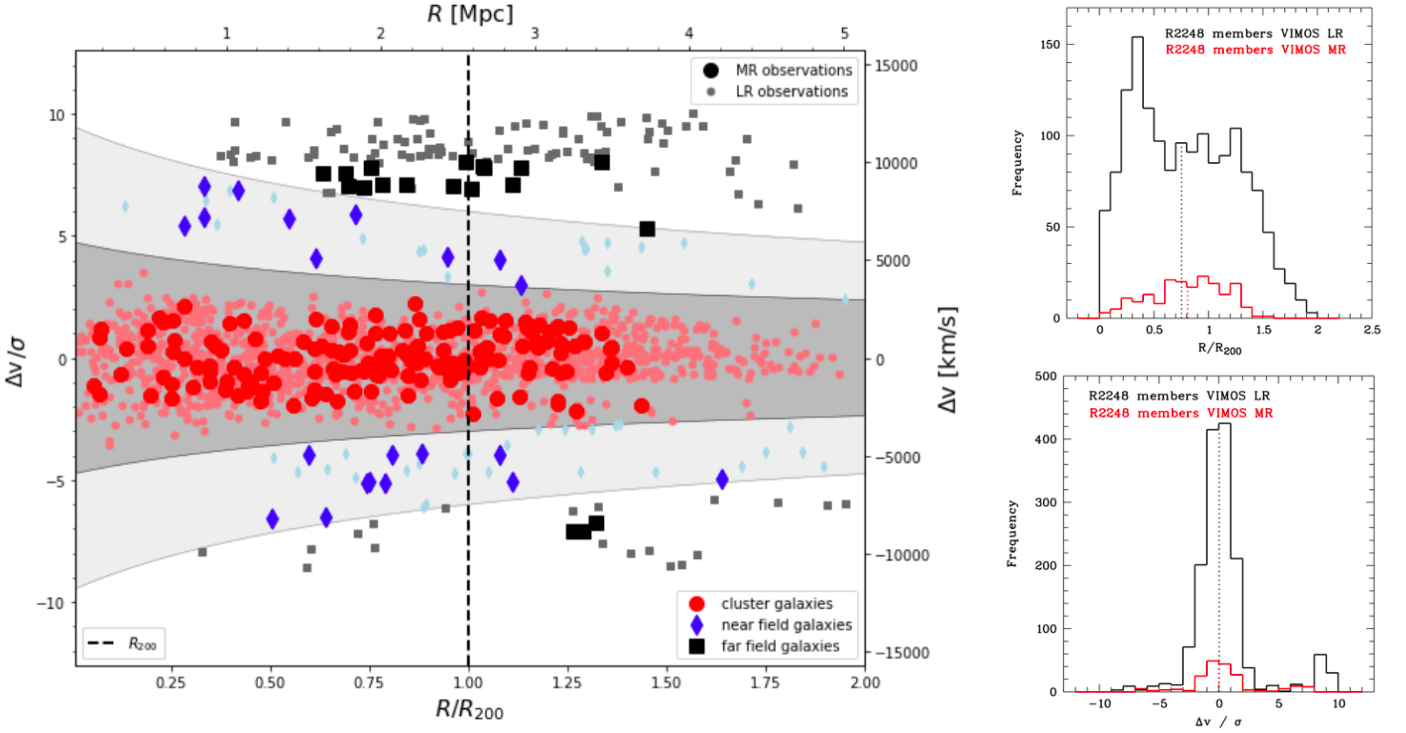 R [Mpc]
1 2 3 4 5
MR observations
LR observations
10
5
0
−5
−10
Δv/σ
15000
10000
5000
0
−5000
−10000
−15000
Δv [km/s]
R200
cluster galaxies
near field galaxies
far field galaxies
0.25 0.50 0.75 1.00 1.25 1.50 1.75 2.00
R/R200
R2248 members VIMOS LR
R2248 members VIMOS MR
150
100
50
0
Frequency
0 0.5 1 1.5 2 2.5
R/R200
R2248 members VIMOS LR
R2248 members VIMOS MR
500
400
300
200
100
0
Frequency
−10 −5 0 5 10
Δv / σ